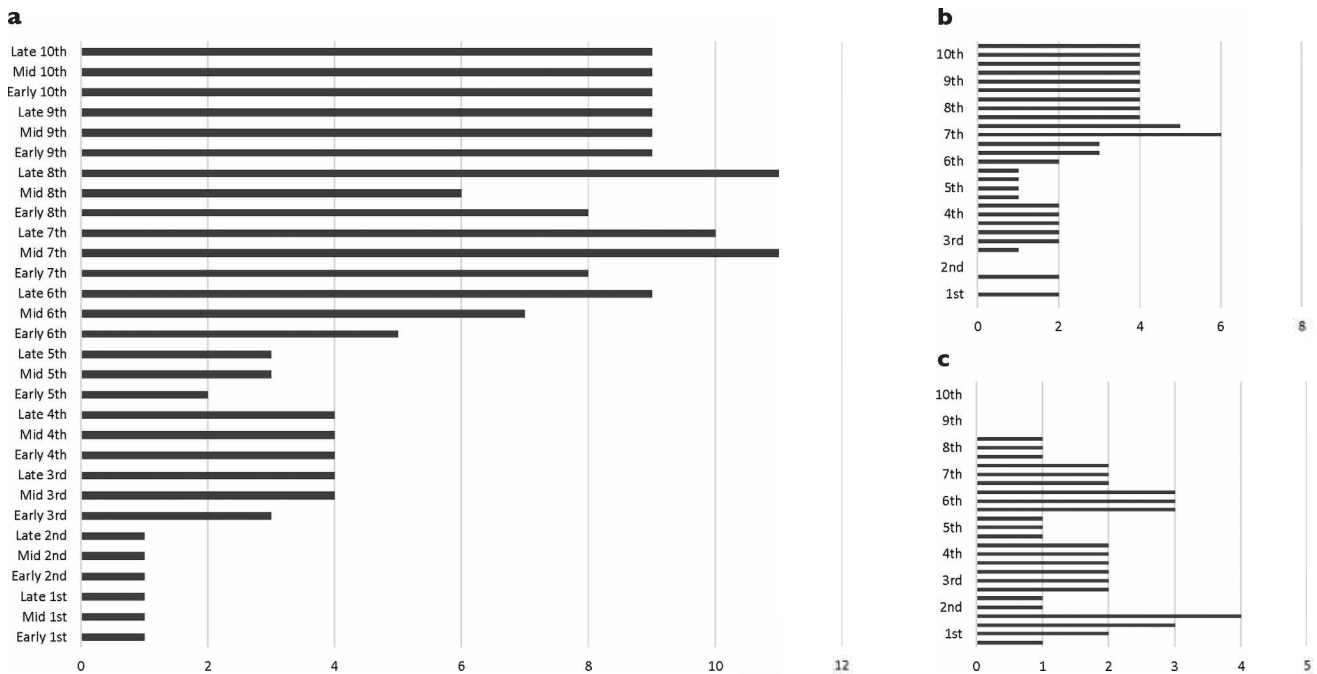 a
Late 10th
Mid 10th
Early 10th
Late 9th
Mid 9th
Early 9th
Late 8th
Mid 8th
Early 8th
Late 7th
Mid 7th
Early 7th
Late 6th
Mid 6th
Early 6th
Late 5th
Mid 5th
Early 5th
Late 4th
Mid 4th
Early 4th
Late 3rd
Mid 3rd
Early 3rd
Late 2nd
Mid 2nd
Early 2nd
Late 1st
Mid 1st
Early 1st
0 2 4 6 8 10 12
b
10th
9th
8th
7th
6th
5th
4th
3rd
2nd
1st
0 2 4 6 8
c
10th
9th
8th
7th
6th
5th
4th
3rd
2nd
1st
0 1 2 3 4 5